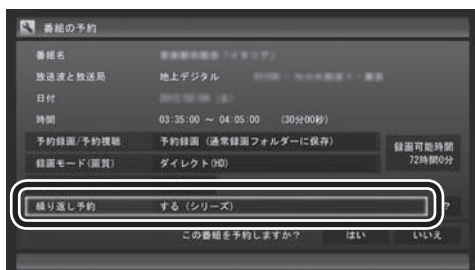 番組の予約
番組名
放送波と放送局 地上デジタル
日付
時間 03:35:00 ～ 04:05:00 (30分00秒)
予約録画/予約視聴 予約録画 (通常録画フォルダーに保存)
録画可能時間
72時間0分
録画モード(画質) ダイレクト(HD)
繰り返し予約 する (シリーズ) ?
この番組を予約しますか? はい いいえ